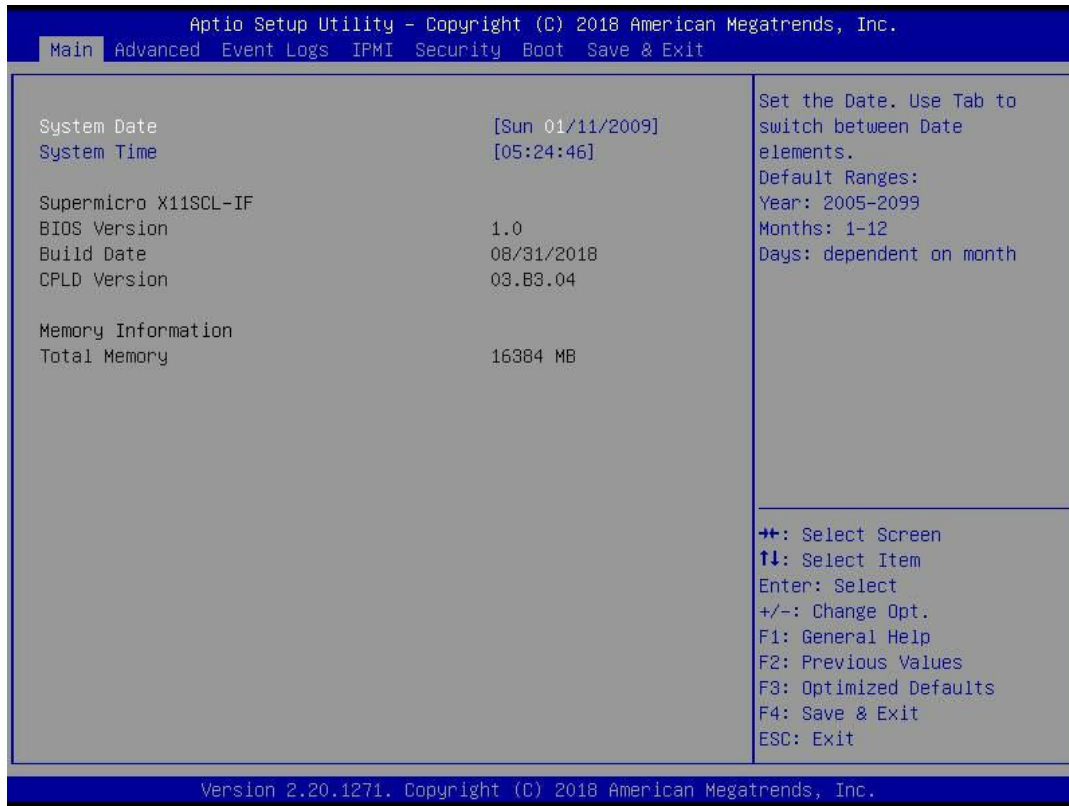 Aptio Setup Utility – Copyright (C) 2018 American Megatrends, Inc.
Main Advanced Event Logs IPMI Security Boot Save & Exit
System Date [Sun 01/11/2009]
System Time [05:24:46]
Supermicro X11SCL-IF
BIOS Version 1.0
Build Date 08/31/2018
CPLD Version 03.B3.04
Memory Information
Total Memory 16384 MB
Set the Date. Use Tab to
switch between Date
elements.
Default Ranges:
Year: 2005-2099
Months: 1-12
Days: dependent on month
→←: Select Screen
↑↓: Select Item
Enter: Select
+/-: Change Opt.
F1: General Help
F2: Previous Values
F3: Optimized Defaults
F4: Save & Exit
ESC: Exit
Version 2.20.1271. Copyright (C) 2018 American Megatrends, Inc.